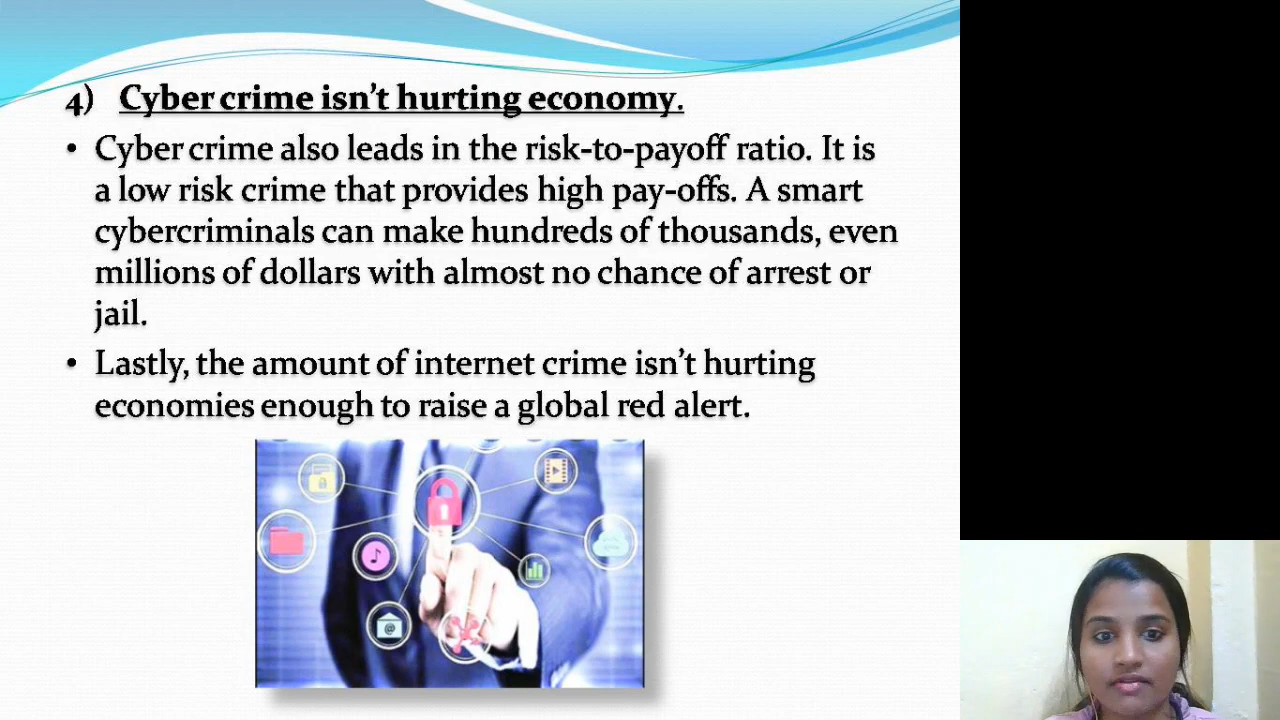 4) Cyber crime isn't hurting economy.
• Cyber crime also leads in the risk-to-payoff ratio. It is
a low risk crime that provides high pay-offs. A smart
cybercriminals can make hundreds of thousands, even
millions of dollars with almost no chance of arrest or
jail.
• Lastly, the amount of internet crime isn't hurting
economies enough to raise a global red alert.
@